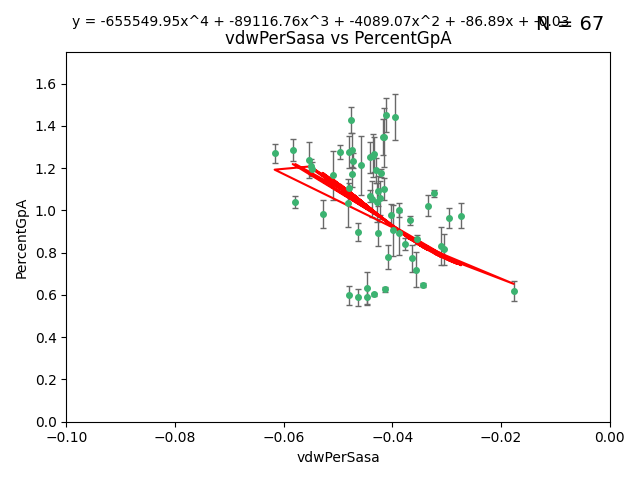 y = -655549.95x^4 + -89116.76x^3 + -4089.07x^2 + -86.89x + -0.03
N = 67
vdwPerSasa vs PercentGpA
PercentGpA
1.6
1.4
1.2
1.0
0.8
0.6
0.4
0.2
0.0
−0.10 −0.08 −0.06 −0.04 −0.02 0.00
vdwPerSasa